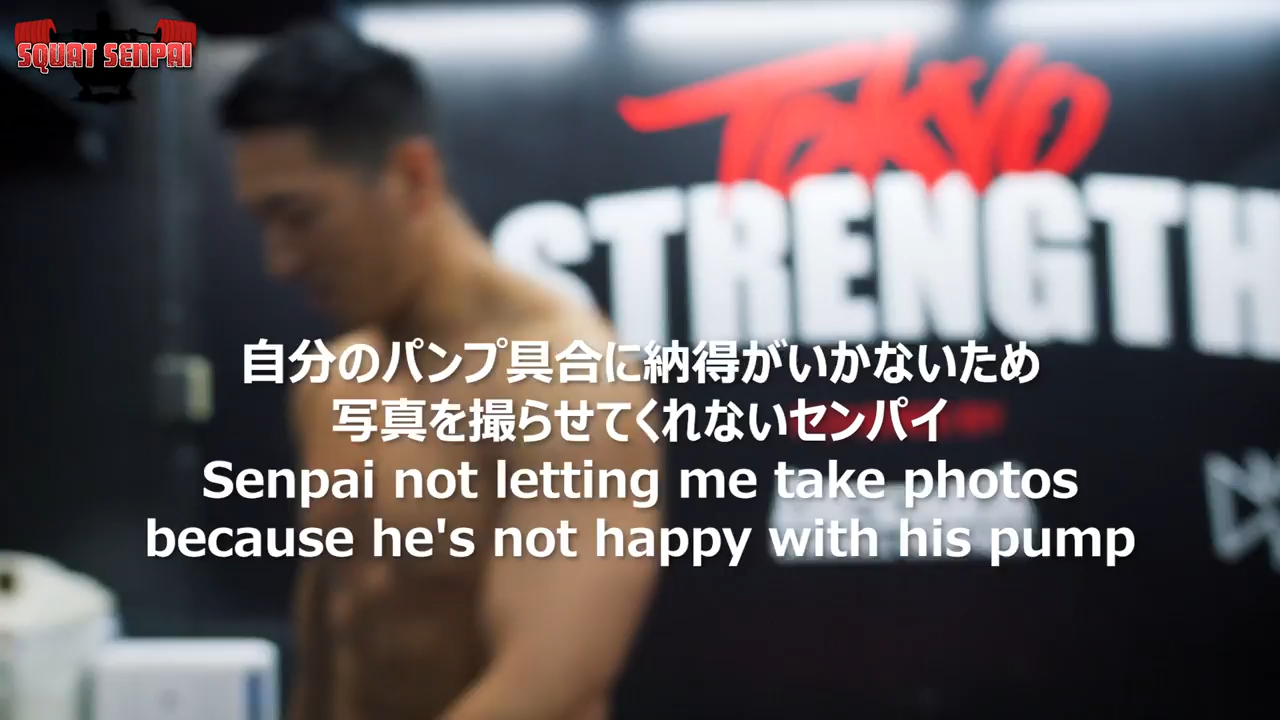 SQUAT SENPAI
TOKYO
STRENGTH
自分のパンプ具合に納得がいかないため
写真を撮らせてくれないセンパイ
Senpai not letting me take photos
because he's not happy with his pump